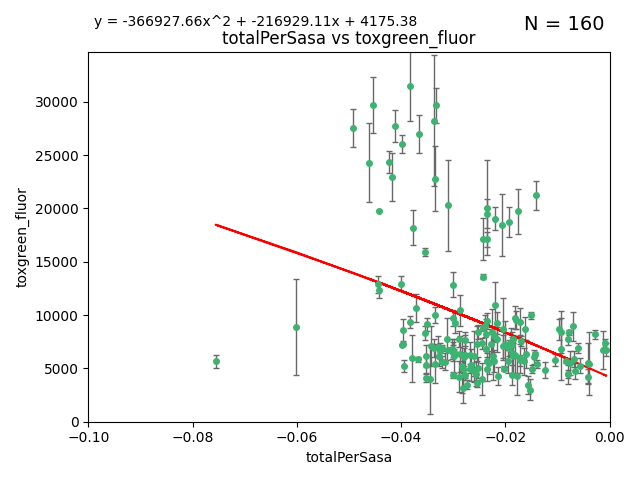 y = -366927.66x^2 + -216929.11x + 4175.38
N = 160
totalPerSasa vs toxgreen_fluor
30000
25000
20000
15000
10000
5000
0
toxgreen_fluor
−0.10
−0.08
−0.06
−0.04
−0.02
0.00
totalPerSasa